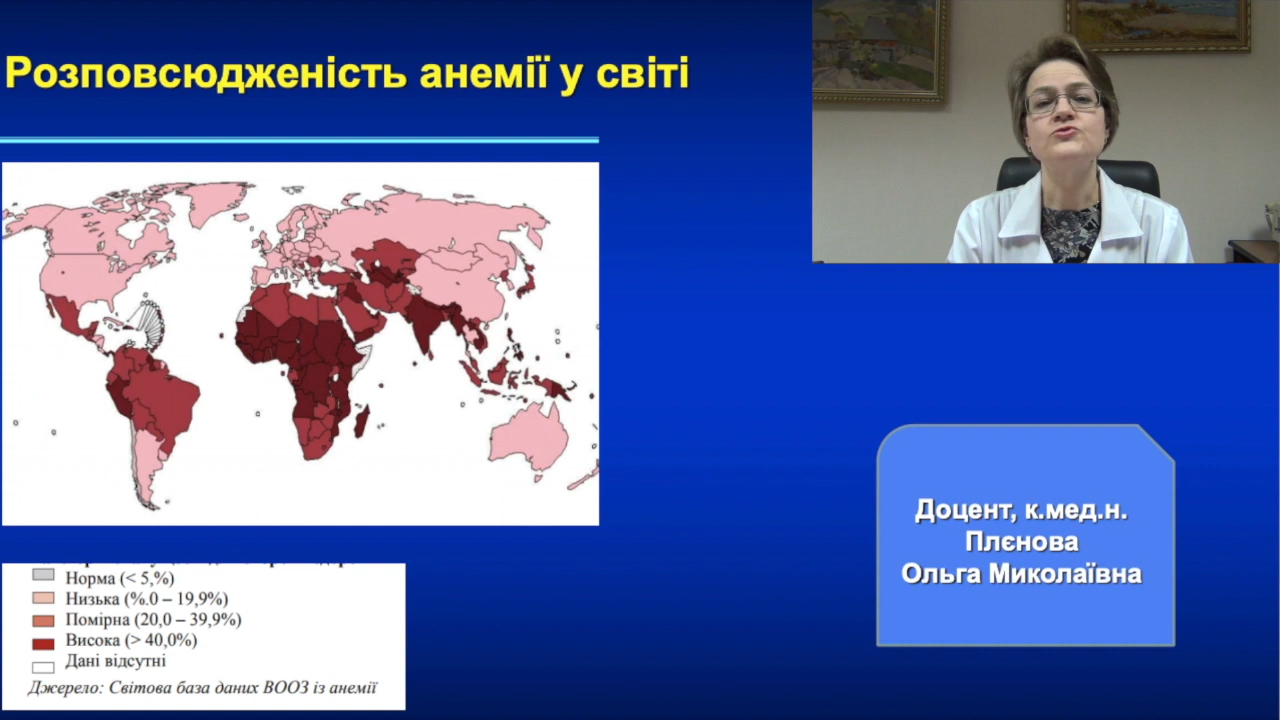 Розповсюдженість анемії у світі
Норма (< 5,%)
Низька (%.0 – 19,9%)
Помірна (20,0 – 39,9%)
Висока (> 40,0%)
Дані відсутні
Джерело: Світова база даних ВООЗ із анемії
Доцент, к.мед.н.
Плєнова
Ольга Миколаївна